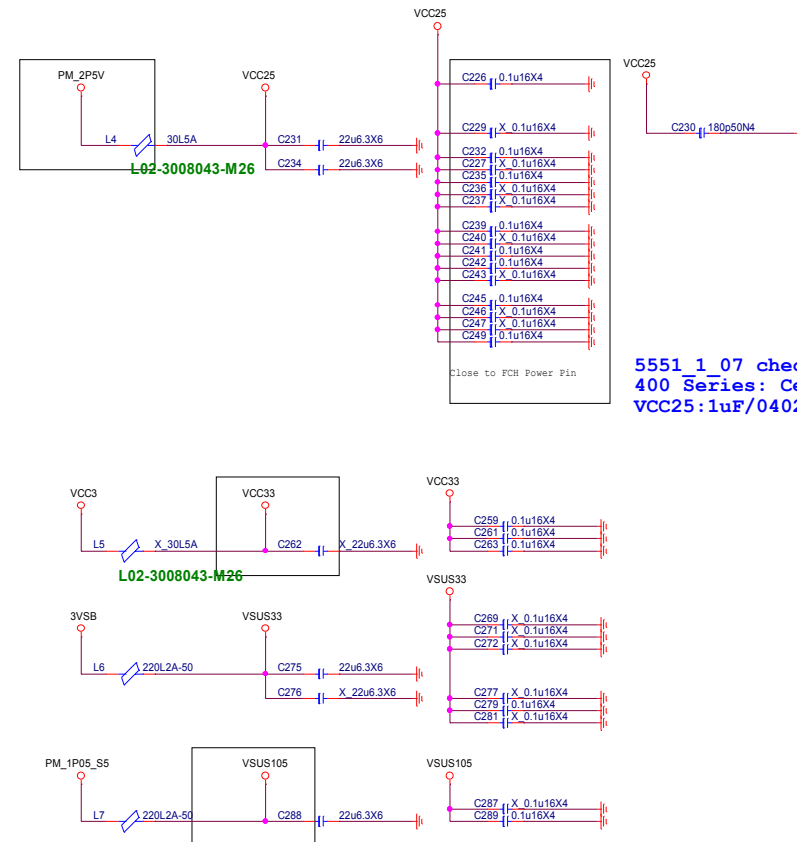 VCC25
PM_2P5V
VCC25
L4 30L5A
C231 22u6.3X6
L02-3008043-M26
C234 22u6.3X6
C226 0.1u16X4
C229 X_0.1u16X4
C232 0.1u16X4
C227 X_0.1u16X4
C235 0.1u16X4
C236 X_0.1u16X4
C237 X_0.1u16X4
C239 0.1u16X4
C240 X_0.1u16X4
C241 0.1u16X4
C242 0.1u16X4
C243 X_0.1u16X4
C245 0.1u16X4
C246 X_0.1u16X4
C247 X_0.1u16X4
C249 0.1u16X4
Close to FCH Power Pin
VCC25
C230 180p50N4
5551_1_07 chec
400 Series: Ce
VCC25:1uF/0402
VCC3
VCC33
L5 X_30L5A
C262 X_22u6.3X6
L02-3008043-M26
VCC33
C259 0.1u16X4
C261 0.1u16X4
C263 0.1u16X4
3VSB
VSUS33
L6 220L2A-50
C275 22u6.3X6
C276 X_22u6.3X6
VSUS33
C269 X_0.1u16X4
C271 X_0.1u16X4
C272 X_0.1u16X4
C277 X_0.1u16X4
C279 0.1u16X4
C281 X_0.1u16X4
PM_1P05_S5
VSUS105
L7 220L2A-50
C288 22u6.3X6
VSUS105
C287 X_0.1u16X4
C289 0.1u16X4